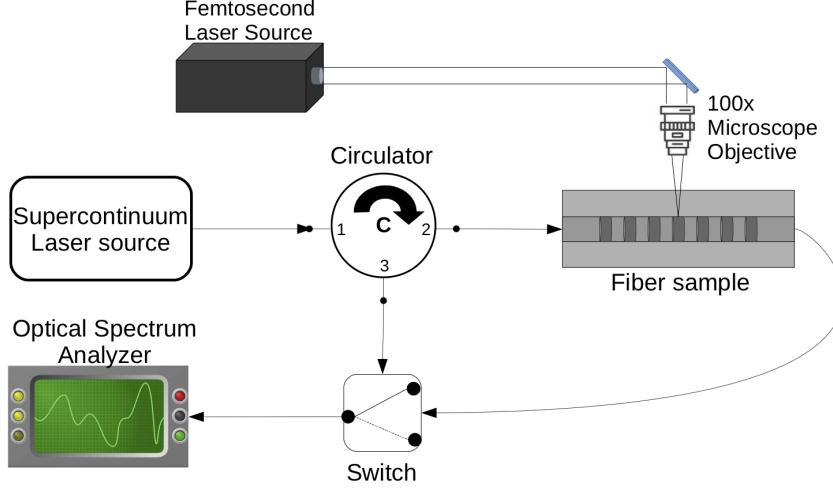 Femtosecond
Laser Source
100x
Microscope
Objective
Circulator
Supercontinuum
Laser source
1
C
2
3
Fiber sample
Optical Spectrum
Analyzer
Switch